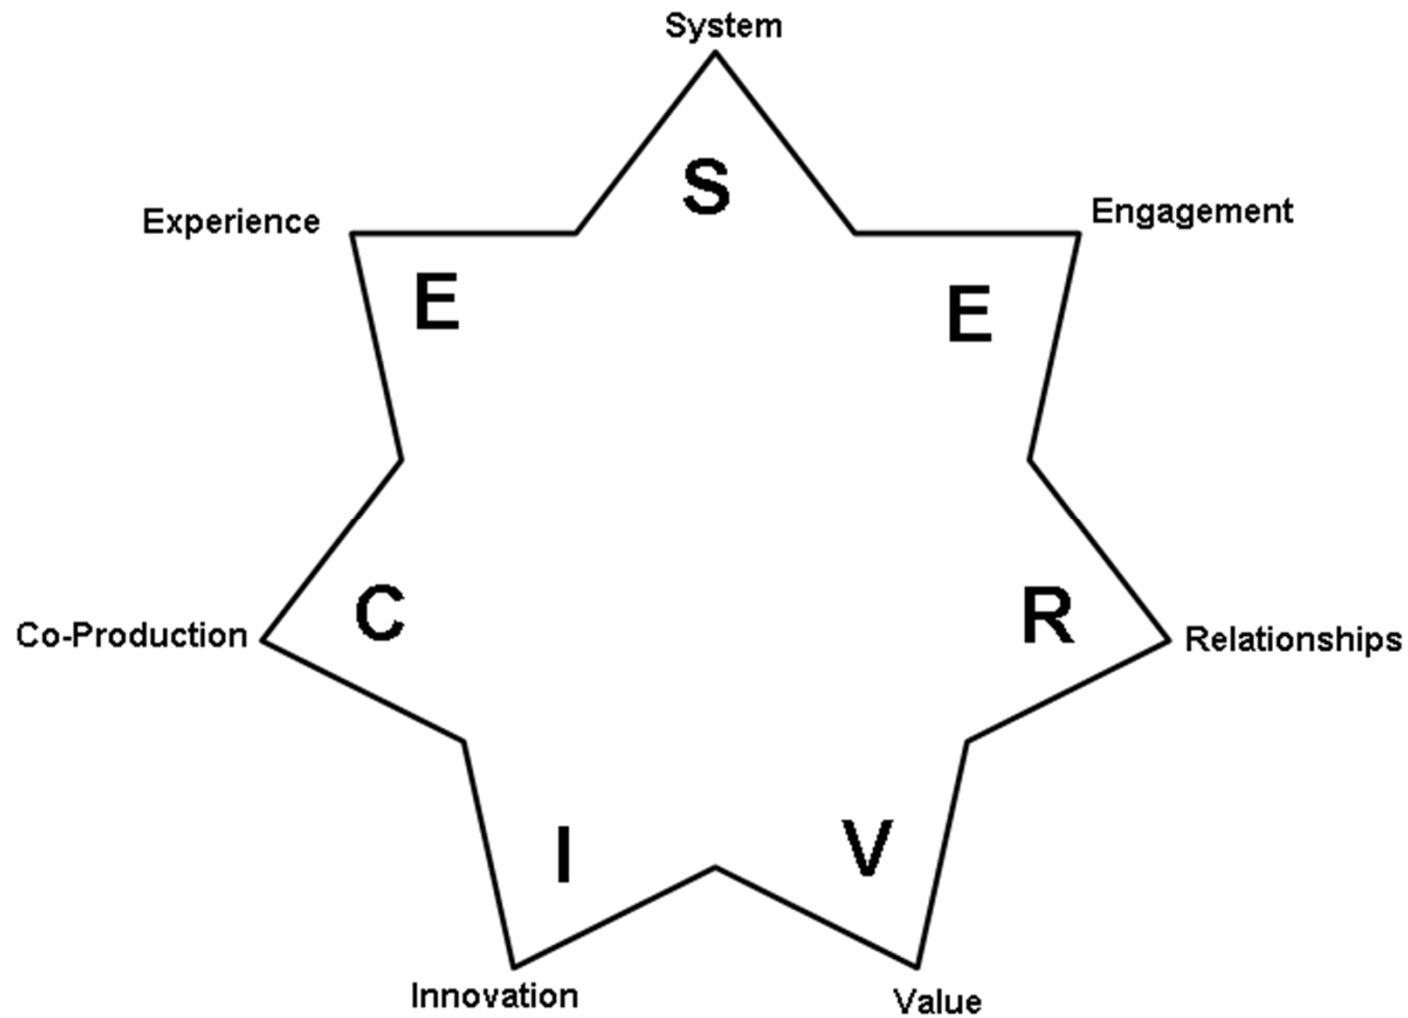 System
S
Engagement
E
Relationships
R
Value
V
Innovation
I
Co-Production
C
Experience
E